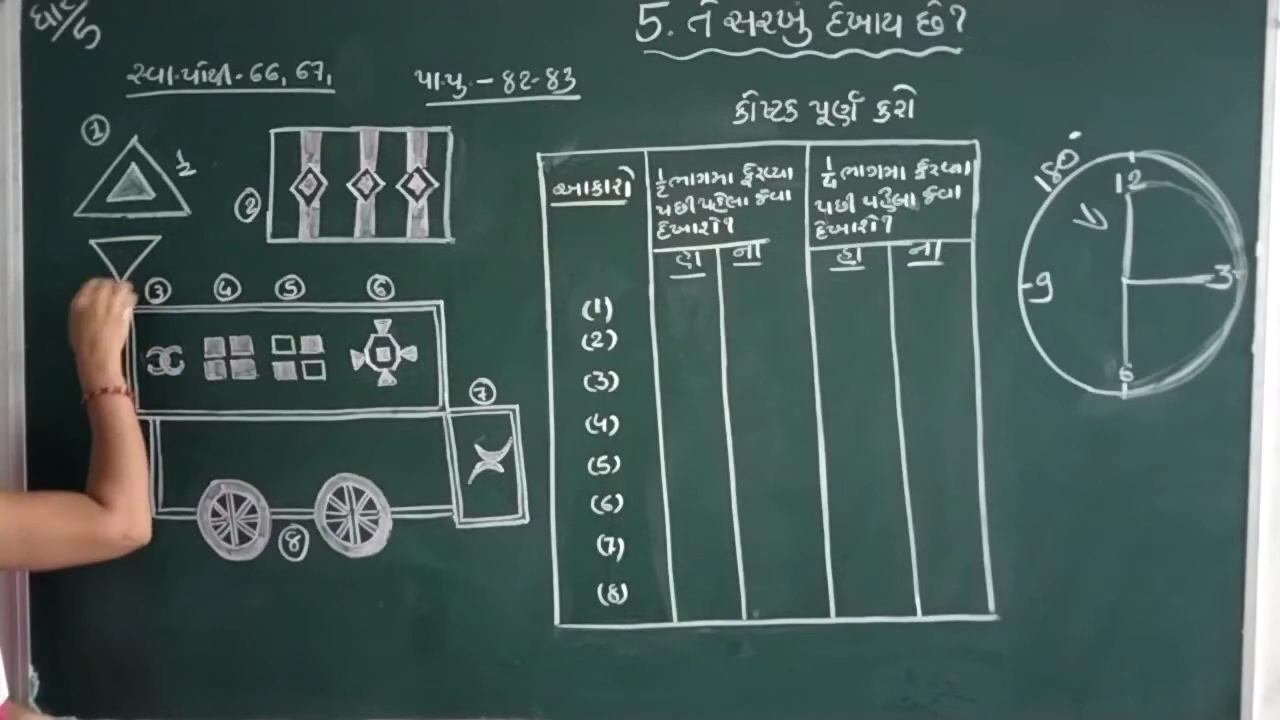 ધો/5
5. તે સરખું દેખાય છે?
સ્વા.પોથી.- 66, 67,
પા.પુ. - 82-83
કોષ્ટક પૂર્ણ કરો
① 1/2
②
③ ④ ⑤ ⑥
⑦
⑧
આકારો
1/2 ભાગમાં ફેરવ્યા
પછી પહેલા જેવા
દેખાશે?
હા ના
1/4 ભાગમાં ફેરવ્યા
પછી પહેલા જેવા
દેખાશે?
હા ના
(1)
(2)
(3)
(4)
(5)
(6)
(7)
(8)
180°
12
9 3
6